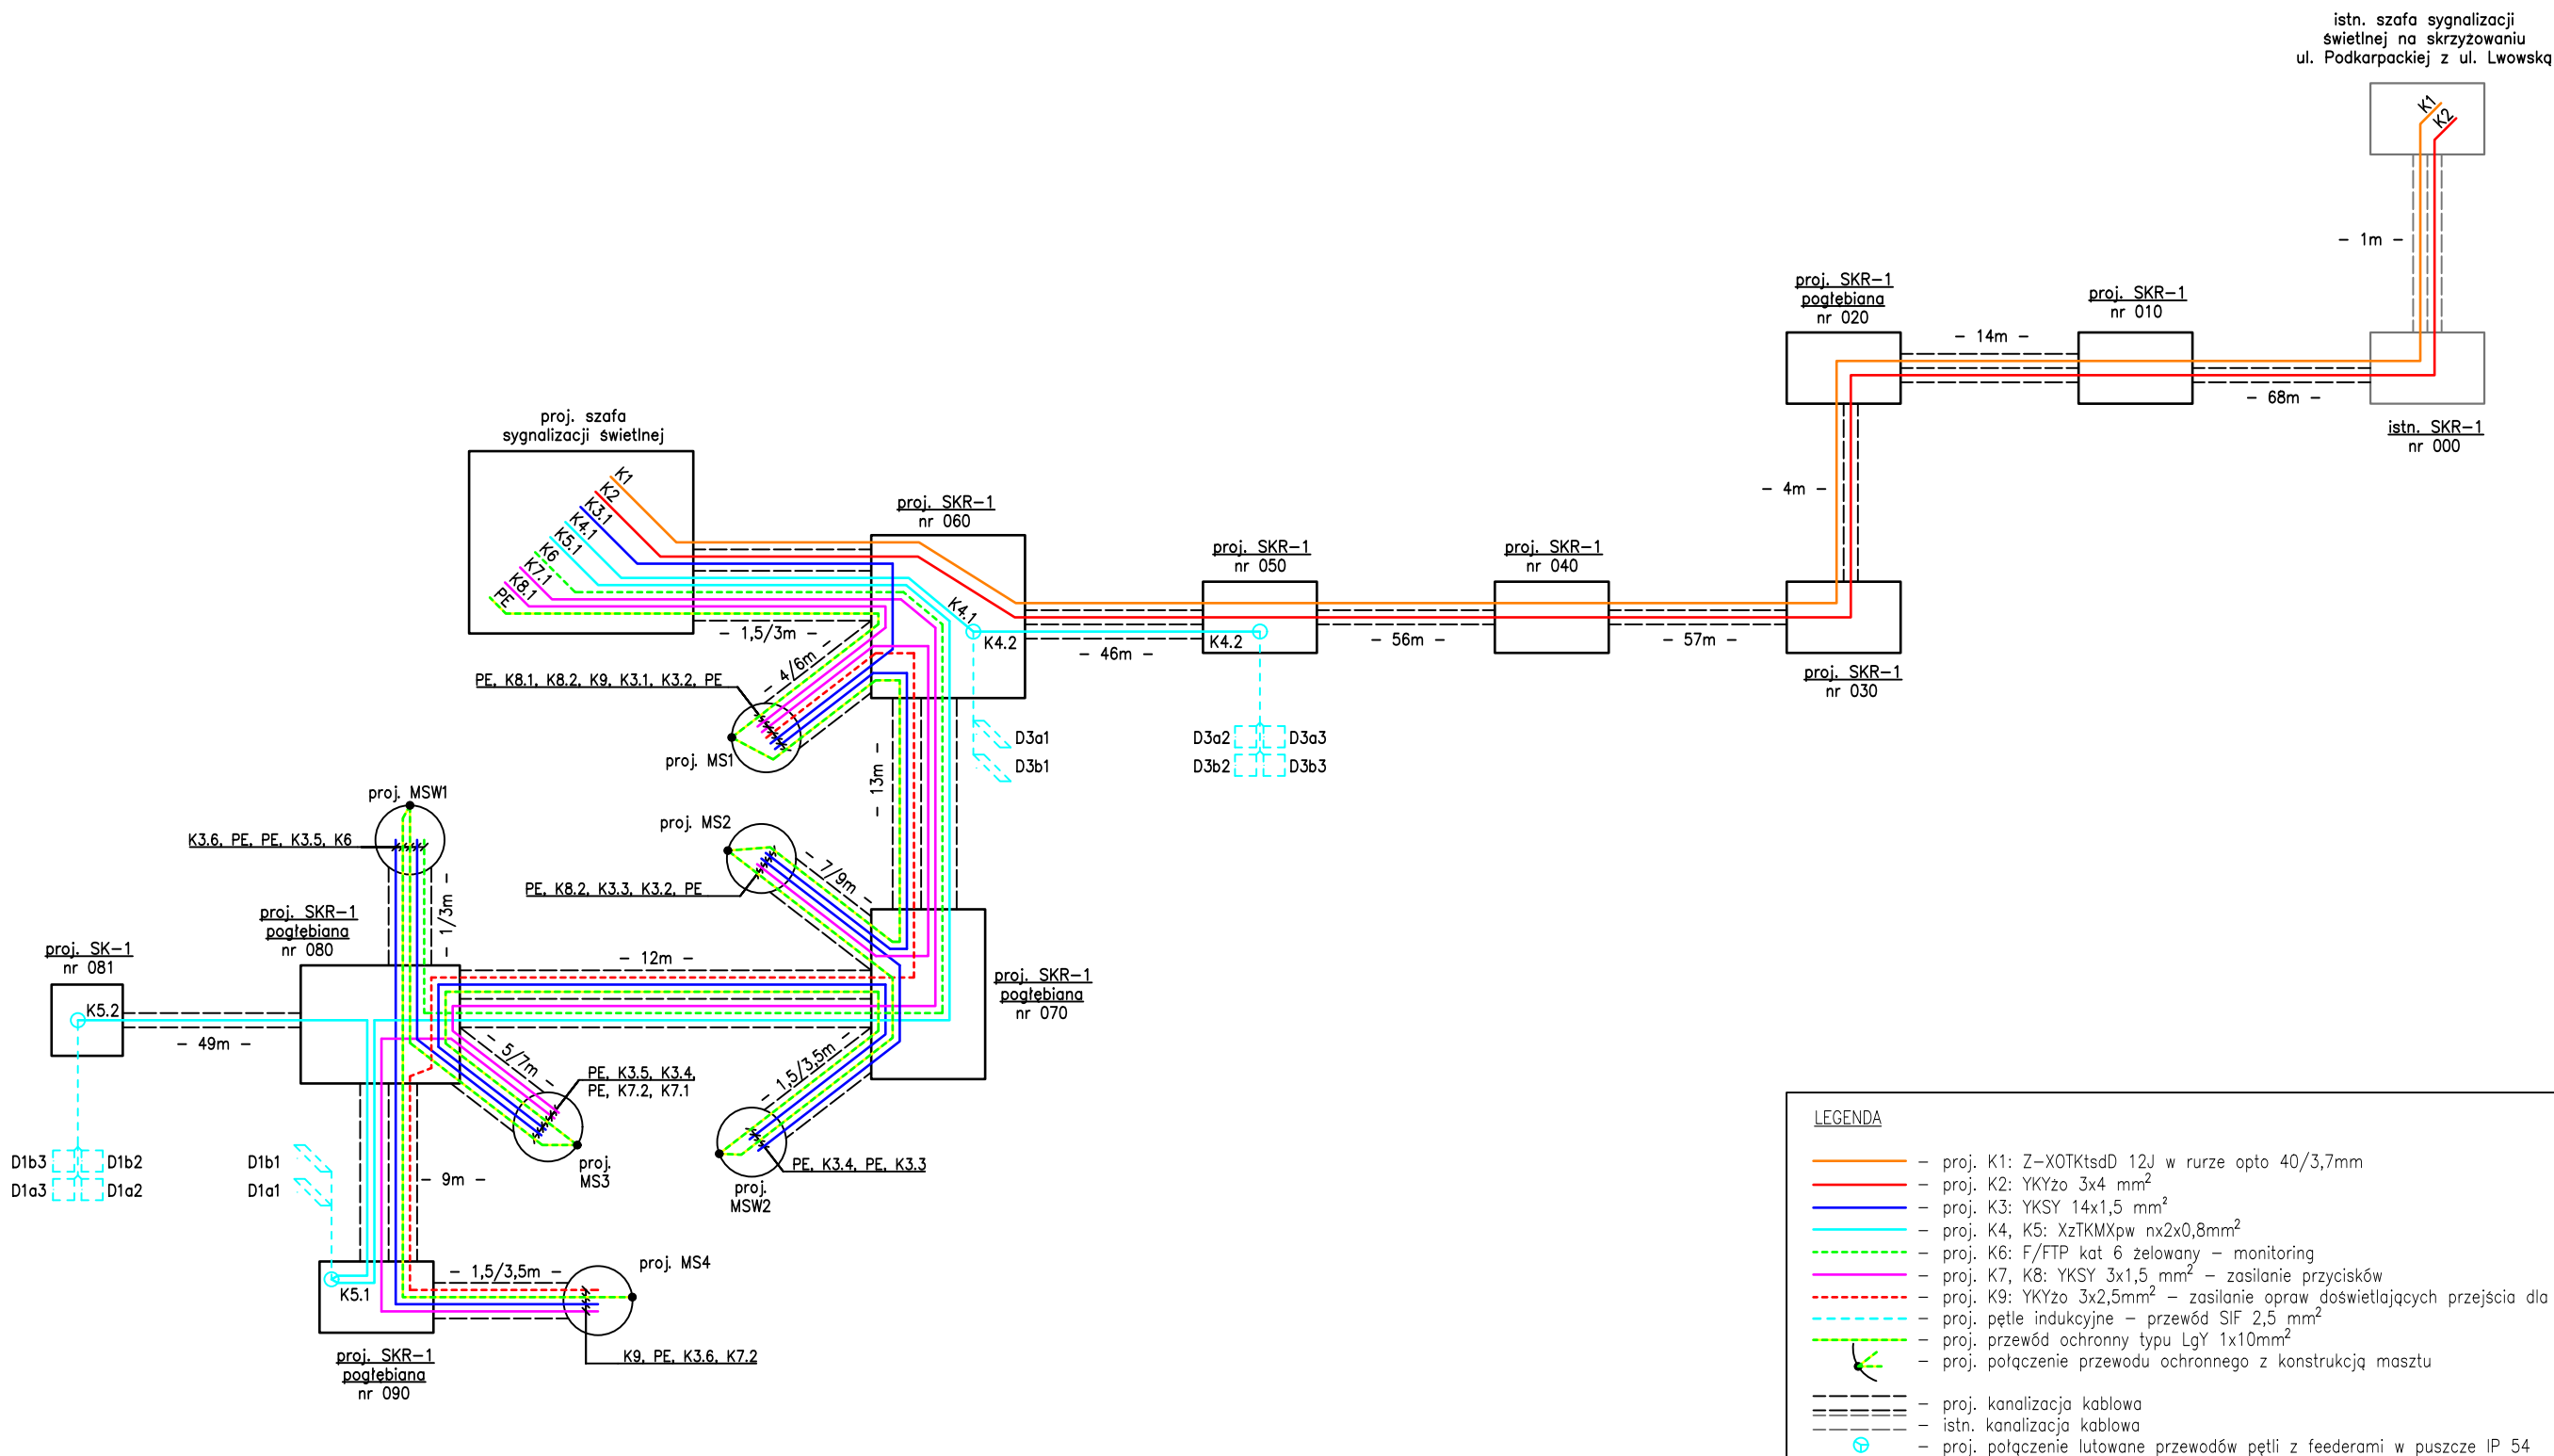 istn. szafa sygnalizacji
świetlnej na skrzyżowaniu
ul. Podkarpackiej z ul. Lwowską
K1
K2
- 1m -
proj. SKR-1
pogłębiana
nr 020
- 14m -
proj. SKR-1
nr 010
- 68m -
istn. SKR-1
nr 000
- 4m -
proj. szafa
sygnalizacji świetlnej
K1
K2
K3.1
K4.1
K5.1
K6
K7.1
K8.1
PE
- 1,5/3m -
proj. SKR-1
nr 060
K4.1
K4.2
- 46m -
proj. SKR-1
nr 050
K4.2
- 56m -
proj. SKR-1
nr 040
- 57m -
proj. SKR-1
nr 030
- 4/6m -
PE, K8.1, K8.2, K9, K3.1, K3.2, PE
proj. MS1
D3a1
D3b1
D3a2
D3a3
D3b2
D3b3
- 13m -
proj. MSW1
K3.6, PE, PE, K3.5, K6
- 1/3m -
proj. MS2
- 7/9m -
PE, K8.2, K3.3, K3.2, PE
proj. SKR-1
pogłębiana
nr 080
proj. SK-1
nr 081
K5.2
- 49m -
- 12m -
proj. SKR-1
pogłębiana
nr 070
- 5/7m -
PE, K3.5, K3.4,
PE, K7.2, K7.1
proj.
MS3
- 1,5/3,5m -
PE, K3.4, PE, K3.3
proj.
MSW2
D1b3
D1b2
D1a3
D1a2
D1b1
D1a1
- 9m -
K5.1
- 1,5/3,5m -
proj. MS4
K9, PE, K3.6, K7.2
proj. SKR-1
pogłębiana
nr 090
LEGENDA
- proj. K1: Z-XOTKtsdD 12J w rurze opto 40/3,7mm
- proj. K2: YKYżo 3x4 mm²
- proj. K3: YKSY 14x1,5 mm²
- proj. K4, K5: XzTKMXpw nx2x0,8mm²
- proj. K6: F/FTP kat 6 żelowany - monitoring
- proj. K7, K8: YKSY 3x1,5 mm² - zasilanie przycisków
- proj. K9: YKYżo 3x2,5mm² - zasilanie opraw doświetlających przejścia dla
- proj. pętle indukcyjne - przewód SIF 2,5 mm²
- proj. przewód ochronny typu LgY 1x10mm²
- proj. połączenie przewodu ochronnego z konstrukcją masztu
- proj. kanalizacja kablowa
- istn. kanalizacja kablowa
- proj. połączenie lutowane przewodów pętli z feederami w puszce IP 54